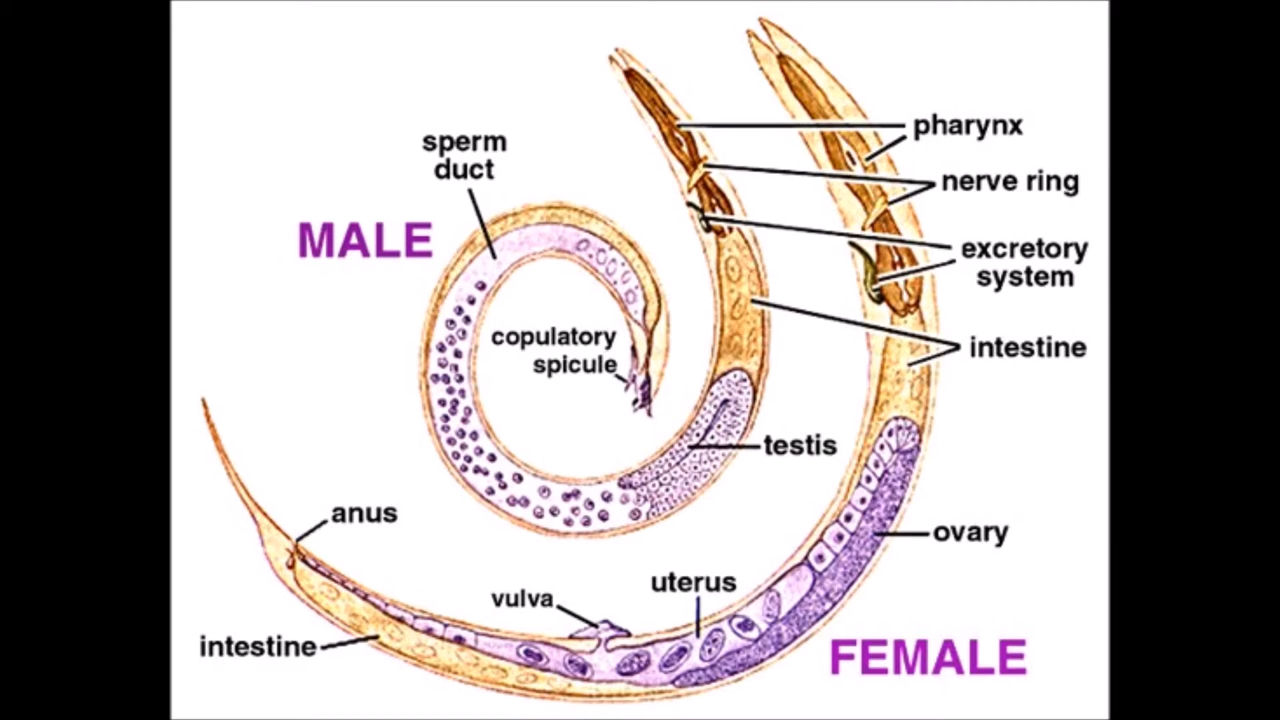 pharynx
sperm
duct
nerve ring
MALE
excretory
system
copulatory
spicule
intestine
testis
anus
ovary
uterus
vulva
intestine
FEMALE